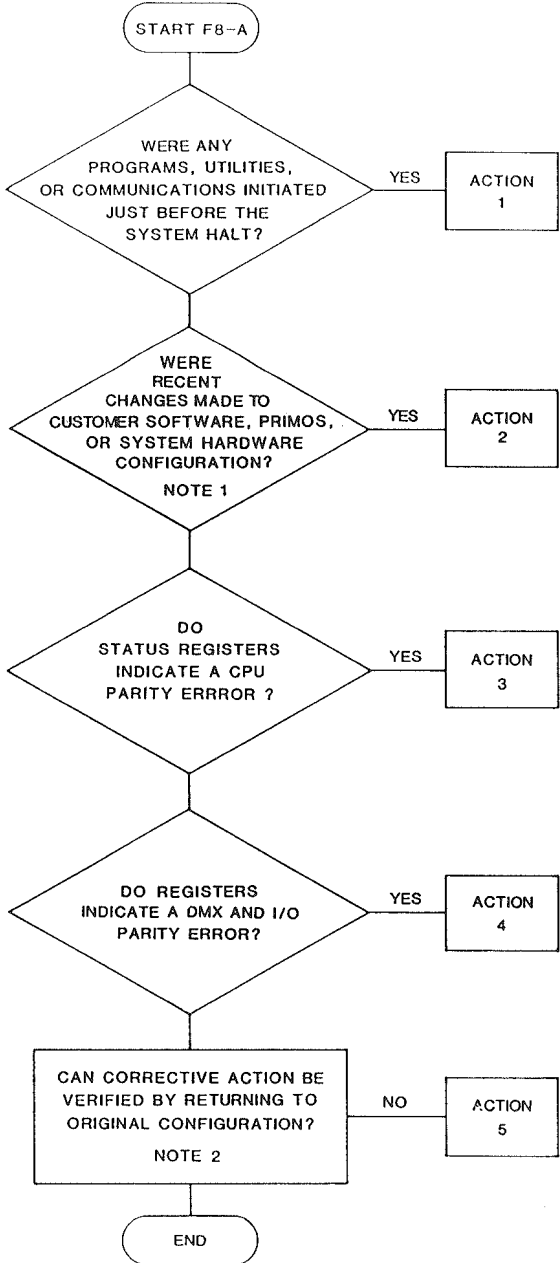 START F8-A
WERE ANY
PROGRAMS, UTILITIES,
OR COMMUNICATIONS INITIATED
JUST BEFORE THE
SYSTEM HALT?
YES
ACTION
1
WERE
RECENT
CHANGES MADE TO
CUSTOMER SOFTWARE, PRIMOS,
OR SYSTEM HARDWARE
CONFIGURATION?
NOTE 1
YES
ACTION
2
DO
STATUS REGISTERS
INDICATE A CPU
PARITY ERRROR ?
YES
ACTION
3
DO REGISTERS
INDICATE A DMX AND I/O
PARITY ERROR?
YES
ACTION
4
CAN CORRECTIVE ACTION BE
VERIFIED BY RETURNING TO
ORIGINAL CONFIGURATION?
NOTE 2
NO
ACTION
5
END